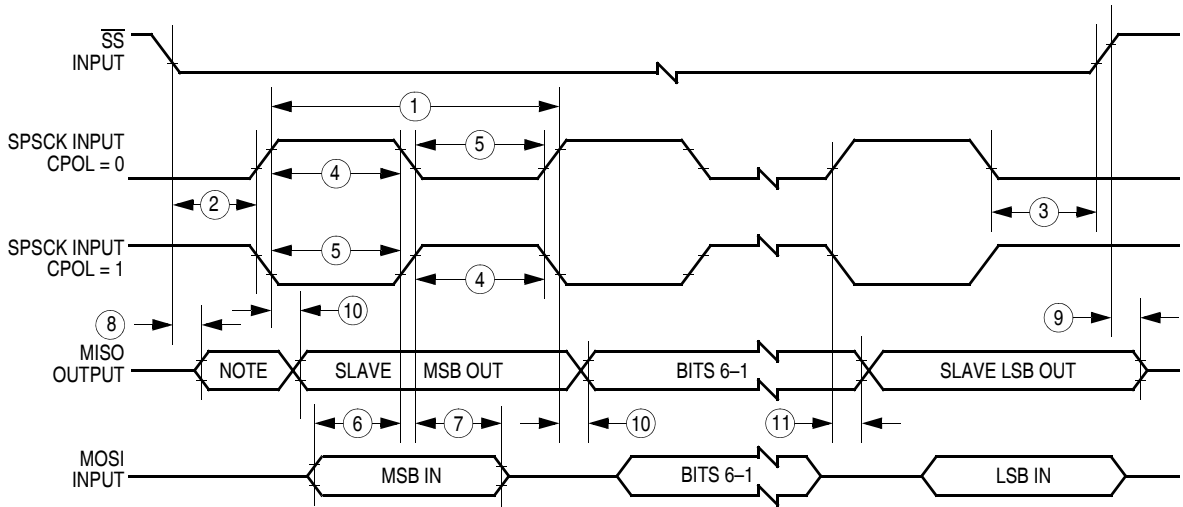 SS
INPUT
1
SPSCK INPUT
CPOL = 0
5
4
2
3
SPSCK INPUT
CPOL = 1
5
4
8
10
9
MISO
OUTPUT
NOTE
SLAVE MSB OUT
BITS 6–1
SLAVE LSB OUT
6
7
10
11
MOSI
INPUT
MSB IN
BITS 6–1
LSB IN